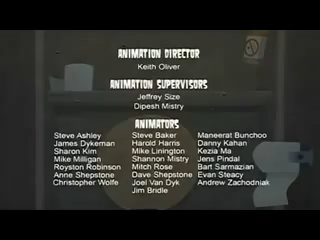 ANIMATION DIRECTOR
Keith Oliver
ANIMATION SUPERVISORS
Jeffrey Size
Dipesh Mistry
ANIMATORS
Steve Ashley Steve Baker Maneerat Bunchoo
James Dykeman Harold Harris Danny Kahan
Sharon Kim Mike Linington Kezia Ma
Mike Milligan Shannon Mistry Jens Pindal
Royston Robinson Mitch Rose Bart Sarmazian
Anne Shepstone Dave Shepstone Evan Steacy
Christopher Wolfe Joel Van Dyk Andrew Zachodniak
Jim Bridle